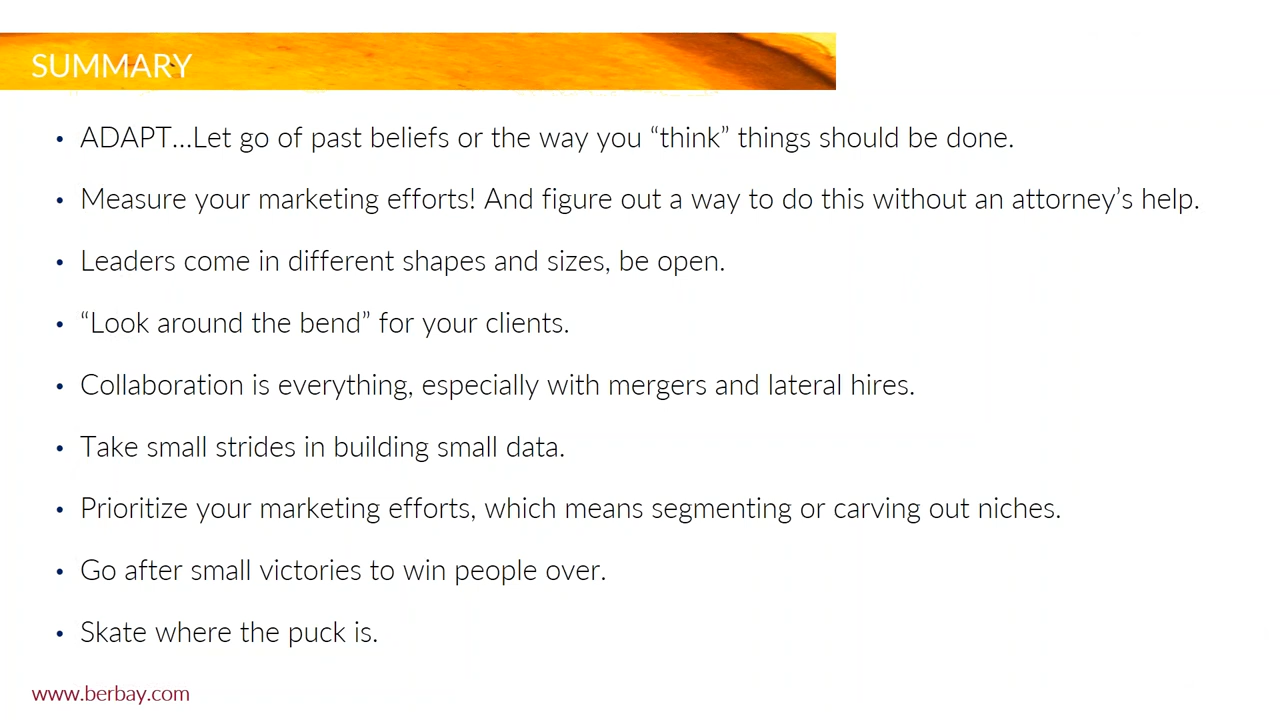 SUMMARY
• ADAPT...Let go of past beliefs or the way you “think” things should be done.
• Measure your marketing efforts! And figure out a way to do this without an attorney’s help.
• Leaders come in different shapes and sizes, be open.
• “Look around the bend” for your clients.
• Collaboration is everything, especially with mergers and lateral hires.
• Take small strides in building small data.
• Prioritize your marketing efforts, which means segmenting or carving out niches.
• Go after small victories to win people over.
• Skate where the puck is.
www.berbay.com